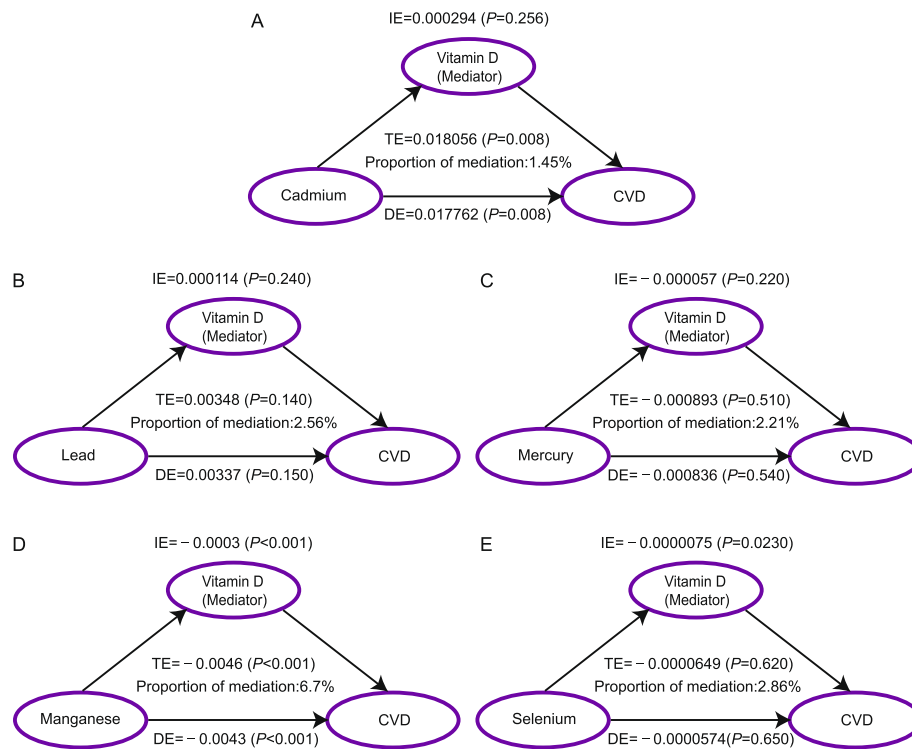 A
IE=0.000294 (P=0.256)
Vitamin D
(Mediator)
TE=0.018056 (P=0.008)
Proportion of mediation:1.45%
Cadmium
CVD
DE=0.017762 (P=0.008)
B
IE=0.000114 (P=0.240)
Vitamin D
(Mediator)
TE=0.00348 (P=0.140)
Proportion of mediation:2.56%
Lead
CVD
DE=0.00337 (P=0.150)
C
IE=−0.000057 (P=0.220)
Vitamin D
(Mediator)
TE=−0.000893 (P=0.510)
Proportion of mediation:2.21%
Mercury
CVD
DE=−0.000836 (P=0.540)
D
IE=−0.0003 (P<0.001)
Vitamin D
(Mediator)
TE=−0.0046 (P<0.001)
Proportion of mediation:6.7%
Manganese
CVD
DE=−0.0043 (P<0.001)
E
IE=−0.0000075 (P=0.0230)
Vitamin D
(Mediator)
TE=−0.0000649 (P=0.620)
Proportion of mediation:2.86%
Selenium
CVD
DE=−0.0000574(P=0.650)